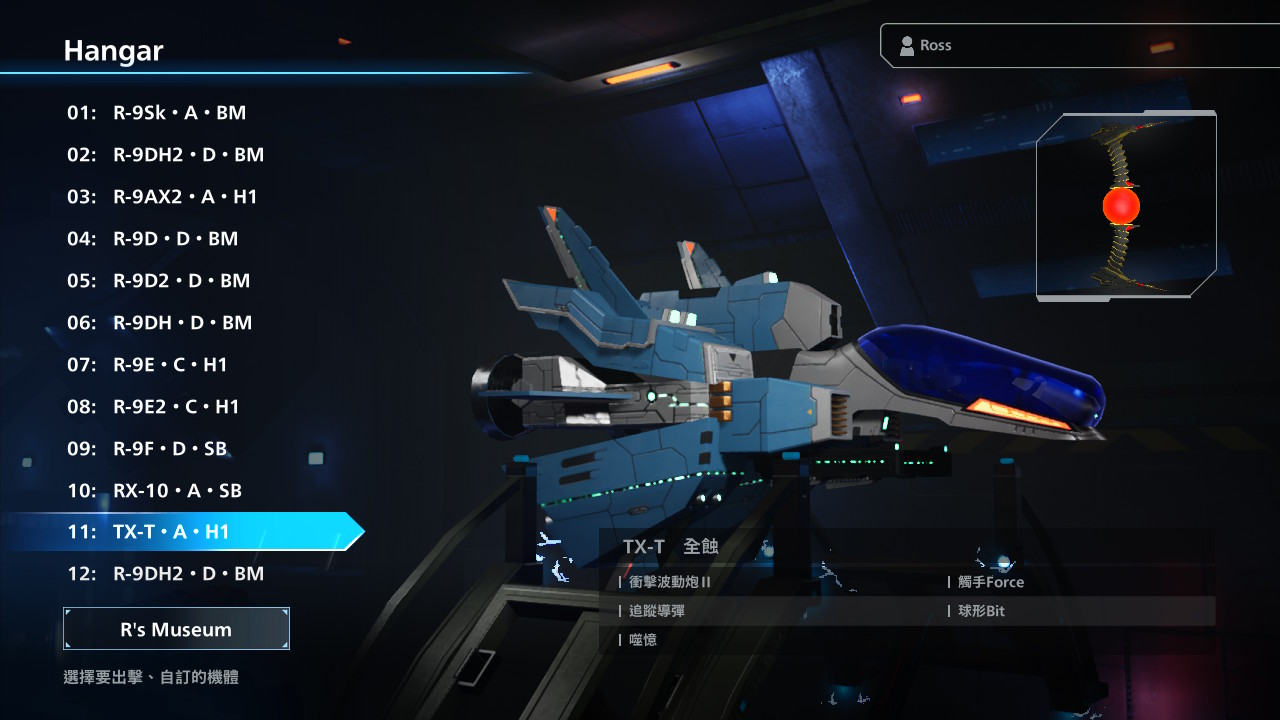 Hangar
Ross
01: R-9Sk・A・BM
02: R-9DH2・D・BM
03: R-9AX2・A・H1
04: R-9D・D・BM
05: R-9D2・D・BM
06: R-9DH・D・BM
07: R-9E・C・H1
08: R-9E2・C・H1
09: R-9F・D・SB
10: RX-10・A・SB
11: TX-T・A・H1
12: R-9DH2・D・BM
R's Museum
選擇要出擊、自訂的機體
TX-T 全蝕
衝擊波動炮II
觸手Force
追蹤導彈
球形Bit
噬憶